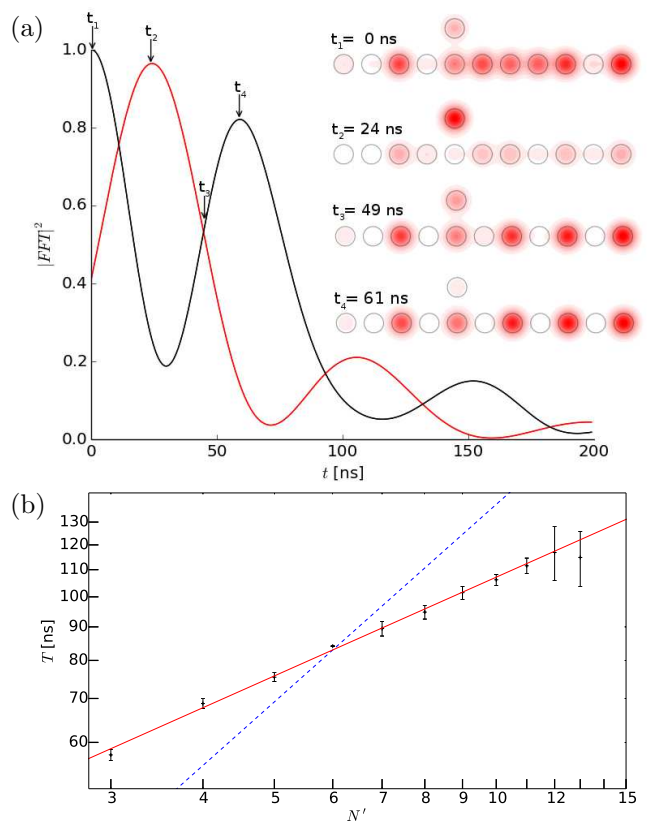 (a)
t1
t2
t3
t4
t1= 0 ns
t2= 24 ns
t3= 49 ns
t4= 61 ns
|FFT|²
1.0
0.8
0.6
0.4
0.2
0.0
0 50 100 150 200
t [ns]
(b)
T [ns]
130
120
110
100
90
80
70
60
3 4 5 6 7 8 9 10 12 15
N'